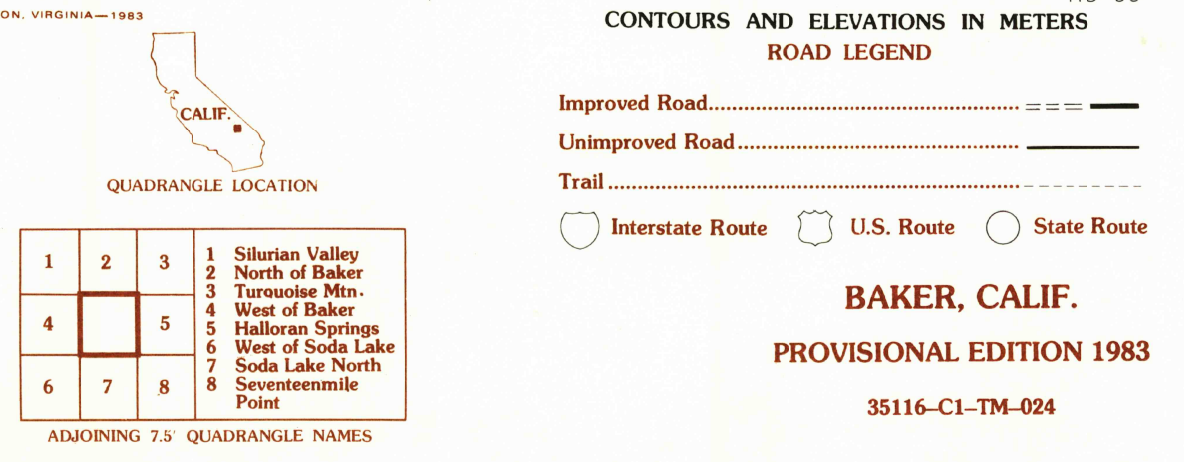 ON, VIRGINIA—1983
CALIF.
QUADRANGLE LOCATION
1 2 3
4 5
6 7 8
1 Silurian Valley
2 North of Baker
3 Turquoise Mtn.
4 West of Baker
5 Halloran Springs
6 West of Soda Lake
7 Soda Lake North
8 Seventeenmile
Point
ADJOINING 7.5′ QUADRANGLE NAMES
CONTOURS AND ELEVATIONS IN METERS
ROAD LEGEND
Improved Road
Unimproved Road
Trail
Interstate Route U.S. Route State Route
BAKER, CALIF.
PROVISIONAL EDITION 1983
35116–C1–TM–024